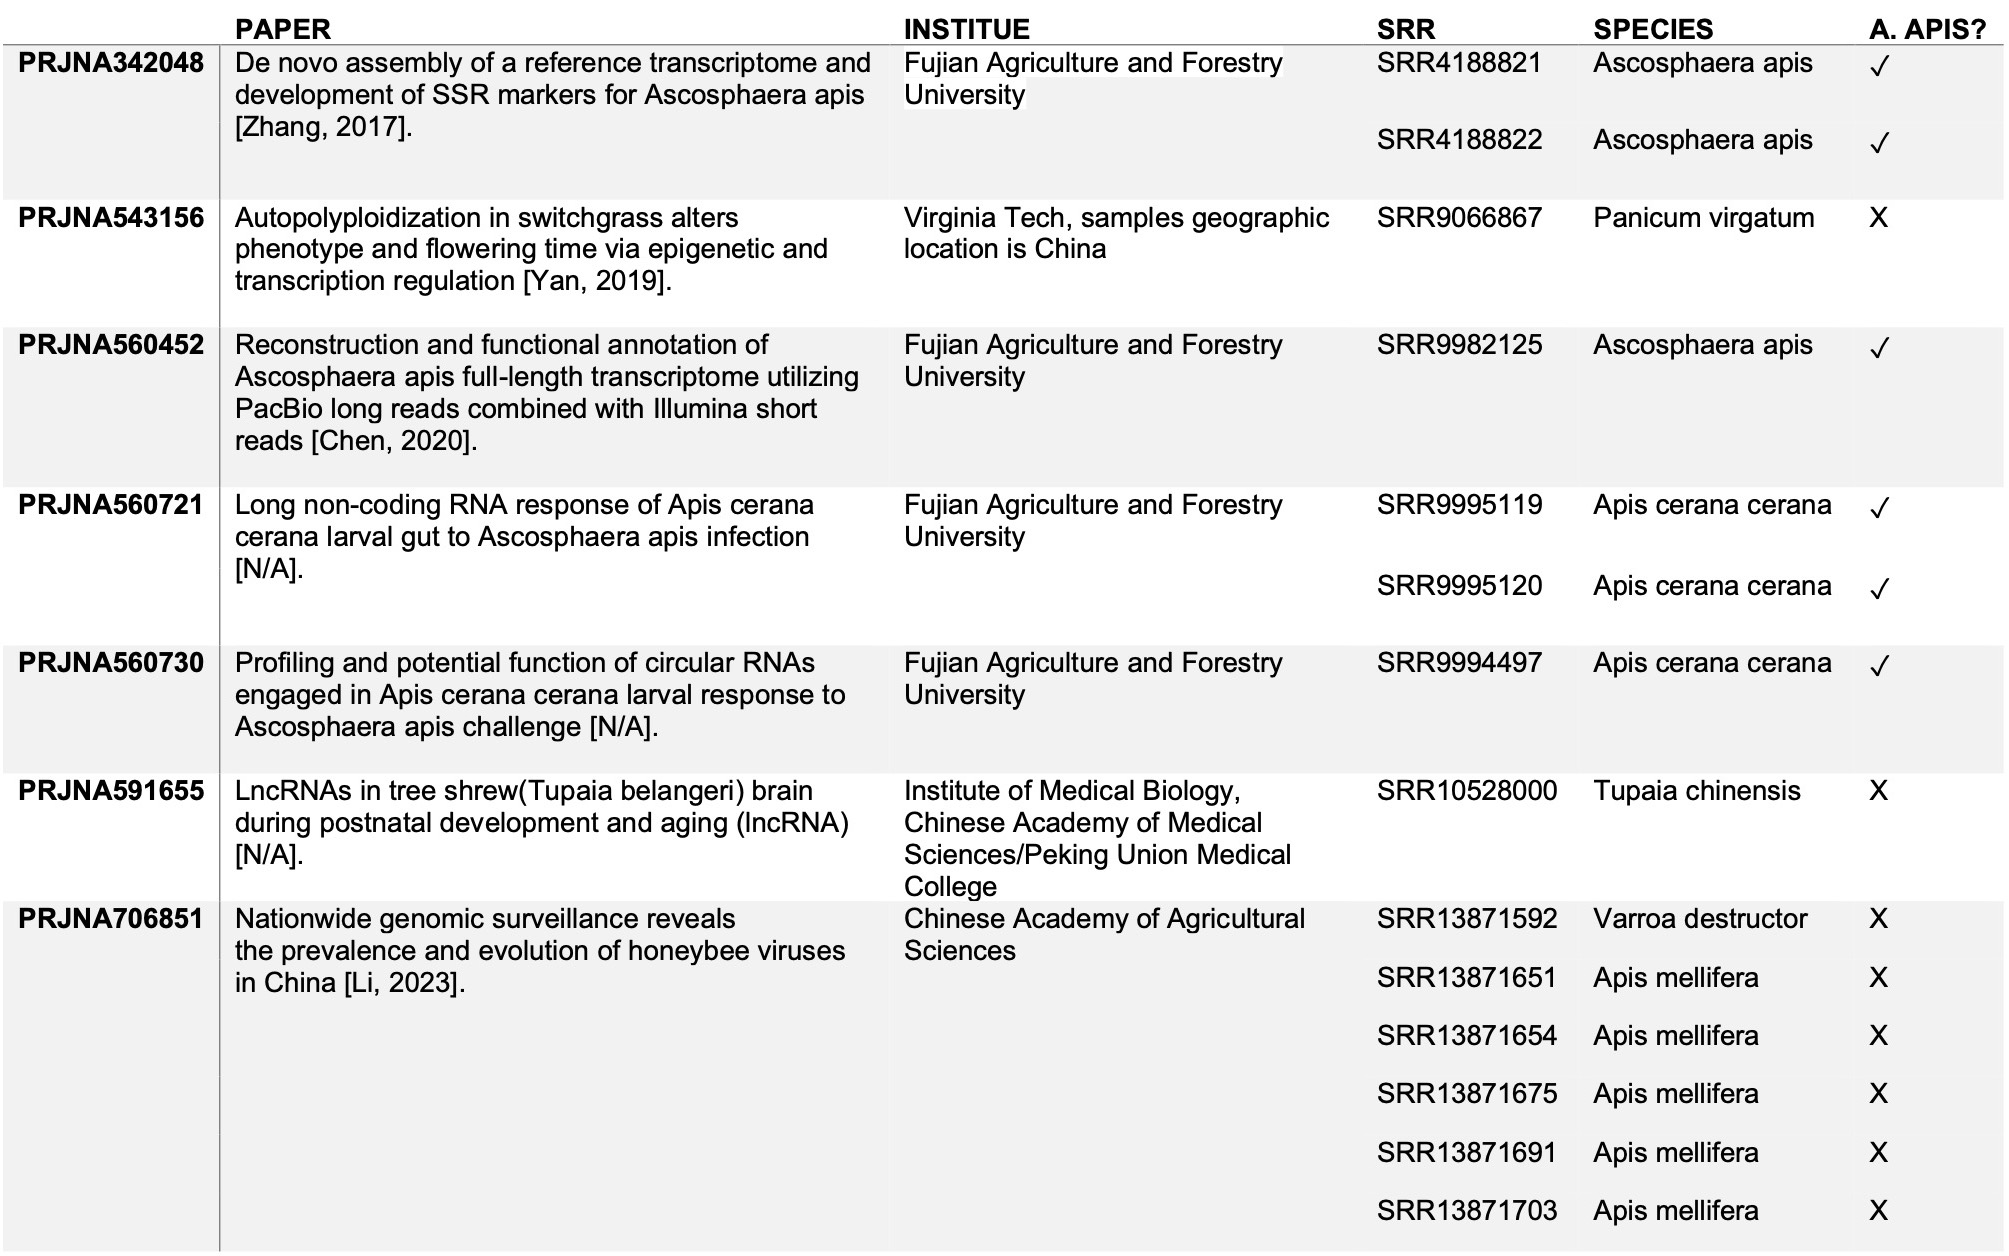 PAPER INSTITUE SRR SPECIES A. APIS?
PRJNA342048 De novo assembly of a reference transcriptome and Fujian Agriculture and Forestry SRR4188821 Ascosphaera apis ✓
development of SSR markers for Ascosphaera apis University
[Zhang, 2017]. SRR4188822 Ascosphaera apis ✓
PRJNA543156 Autopolyploidization in switchgrass alters Virginia Tech, samples geographic SRR9066867 Panicum virgatum X
phenotype and flowering time via epigenetic and location is China
transcription regulation [Yan, 2019].
PRJNA560452 Reconstruction and functional annotation of Fujian Agriculture and Forestry SRR9982125 Ascosphaera apis ✓
Ascosphaera apis full-length transcriptome utilizing University
PacBio long reads combined with Illumina short
reads [Chen, 2020].
PRJNA560721 Long non-coding RNA response of Apis cerana Fujian Agriculture and Forestry SRR9995119 Apis cerana cerana ✓
cerana larval gut to Ascosphaera apis infection University
[N/A]. SRR9995120 Apis cerana cerana ✓
PRJNA560730 Profiling and potential function of circular RNAs Fujian Agriculture and Forestry SRR9994497 Apis cerana cerana ✓
engaged in Apis cerana cerana larval response to University
Ascosphaera apis challenge [N/A].
PRJNA591655 LncRNAs in tree shrew(Tupaia belangeri) brain Institute of Medical Biology, SRR10528000 Tupaia chinensis X
during postnatal development and aging (lncRNA) Chinese Academy of Medical
[N/A]. Sciences/Peking Union Medical
College
PRJNA706851 Nationwide genomic surveillance reveals Chinese Academy of Agricultural SRR13871592 Varroa destructor X
the prevalence and evolution of honeybee viruses Sciences
in China [Li, 2023]. SRR13871651 Apis mellifera X
SRR13871654 Apis mellifera X
SRR13871675 Apis mellifera X
SRR13871691 Apis mellifera X
SRR13871703 Apis mellifera X